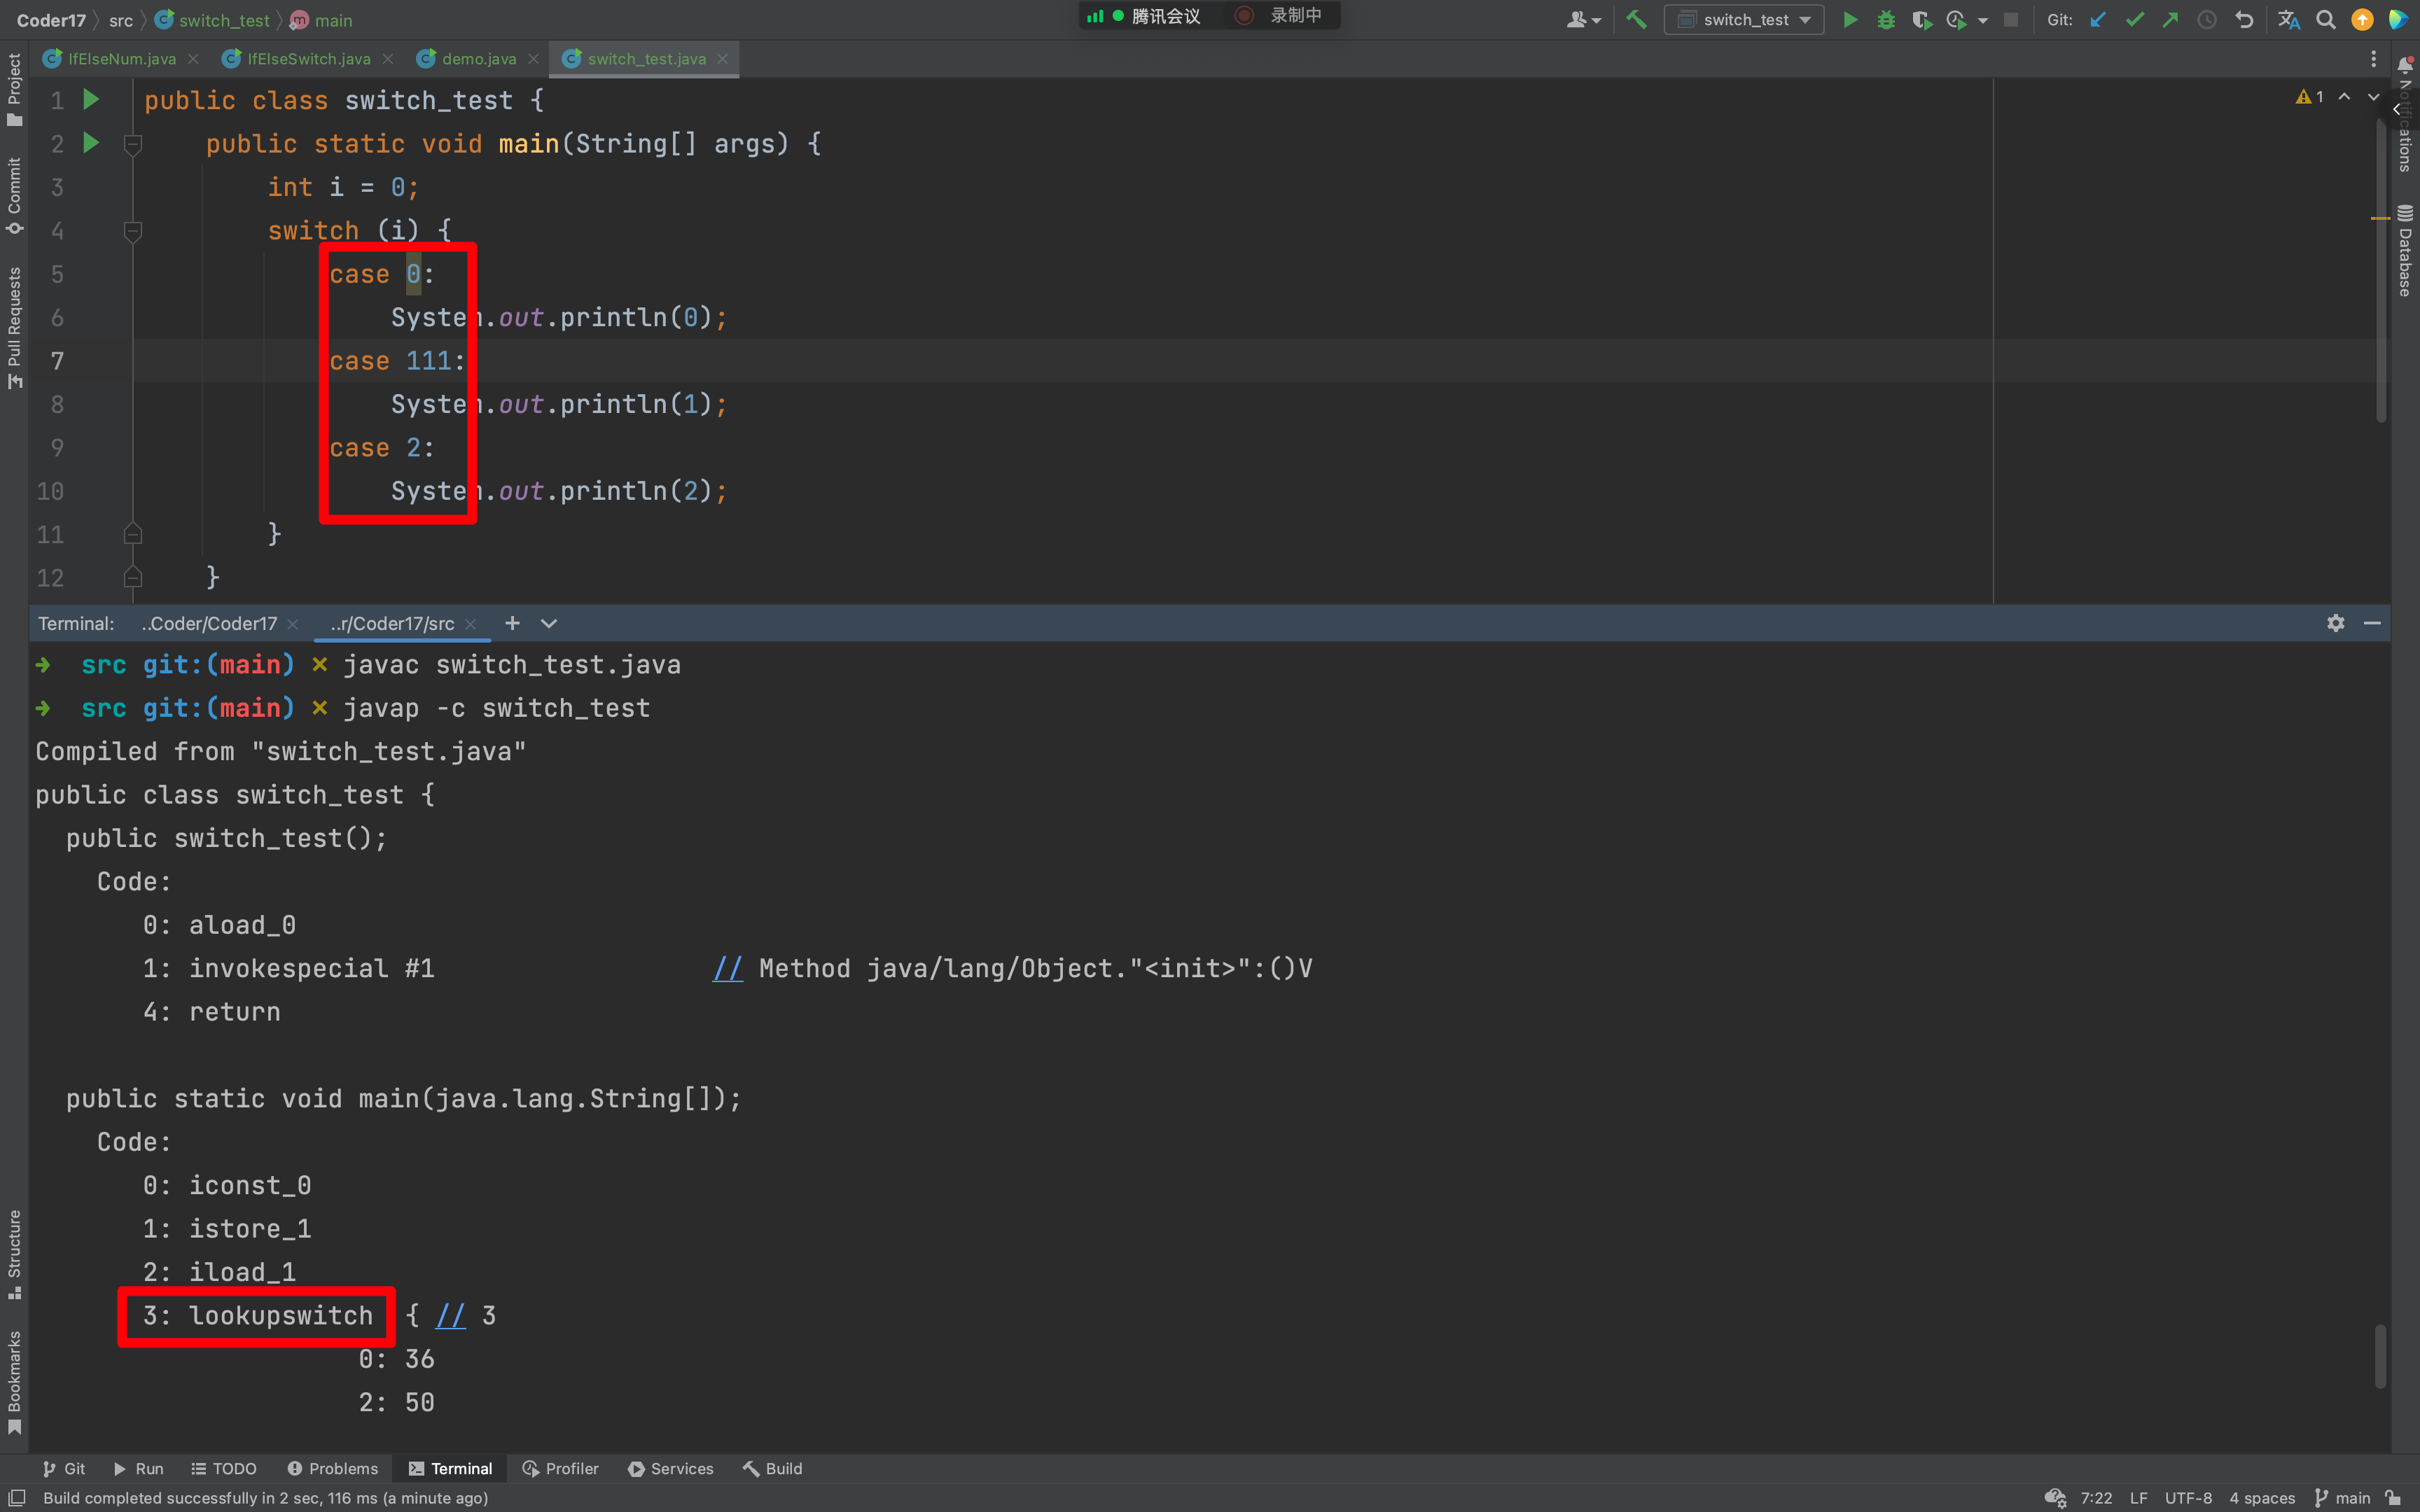 Coder17 src switch_test main
腾讯会议 录制中
switch_test Git:
IfElseNum.java IfElseSwitch.java demo.java switch_test.java
Project
Commit
Pull Requests
Structure
Bookmarks
1 public class switch_test {
2 public static void main(String[] args) {
3 int i = 0;
4 switch (i) {
5 case 0:
6 System.out.println(0);
7 case 111:
8 System.out.println(1);
9 case 2:
10 System.out.println(2);
11 }
12 }
1
Notifications
Database
Terminal: ..Coder/Coder17 ..r/Coder17/src
➜ src git:(main) ✗ javac switch_test.java
➜ src git:(main) ✗ javap -c switch_test
Compiled from "switch_test.java"
public class switch_test {
public switch_test();
Code:
0: aload_0
1: invokespecial #1 // Method java/lang/Object."<init>":()V
4: return
public static void main(java.lang.String[]);
Code:
0: iconst_0
1: istore_1
2: iload_1
3: lookupswitch { // 3
0: 36
2: 50
Git Run TODO Problems Terminal Profiler Services Build
Build completed successfully in 2 sec, 116 ms (a minute ago)
7:22 LF UTF-8 4 spaces main